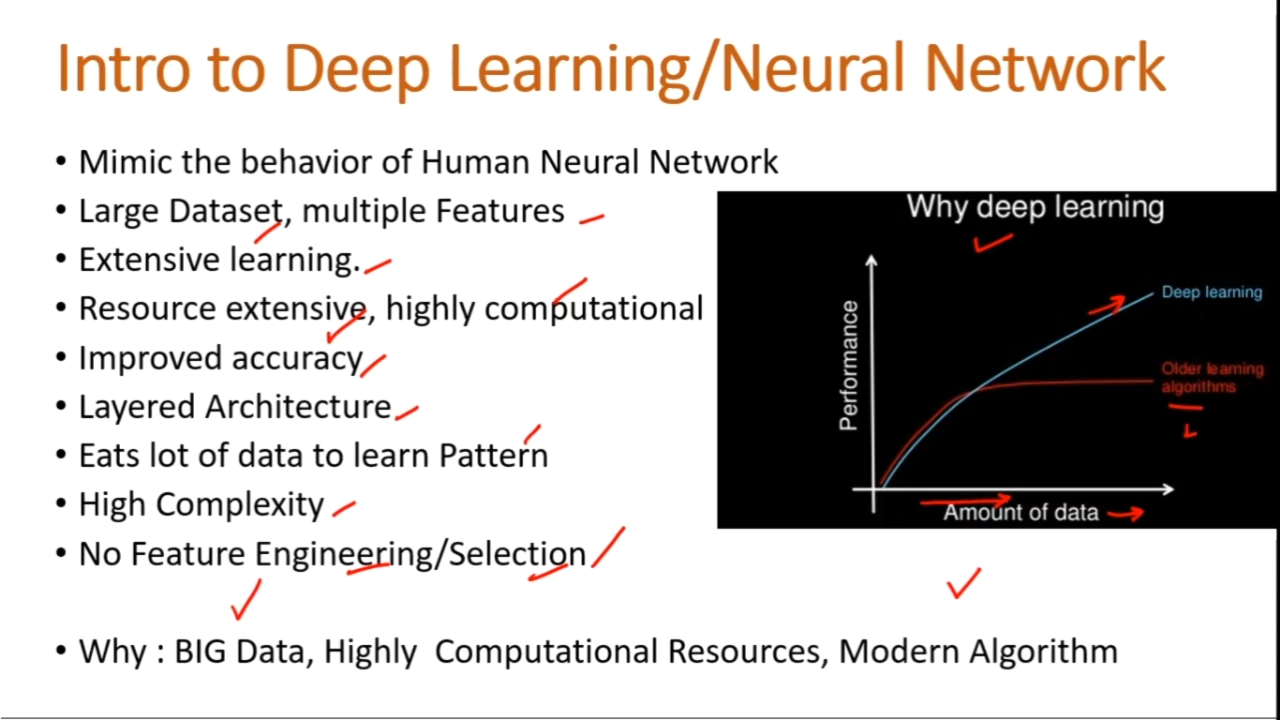 Intro to Deep Learning/Neural Network
• Mimic the behavior of Human Neural Network
• Large Dataset, multiple Features
• Extensive learning.
• Resource extensive, highly computational
• Improved accuracy
• Layered Architecture
• Eats lot of data to learn Pattern
• High Complexity
• No Feature Engineering/Selection
• Why : BIG Data, Highly Computational Resources, Modern Algorithm
Why deep learning
Deep learning
Older learning
algorithms
Performance
Amount of data